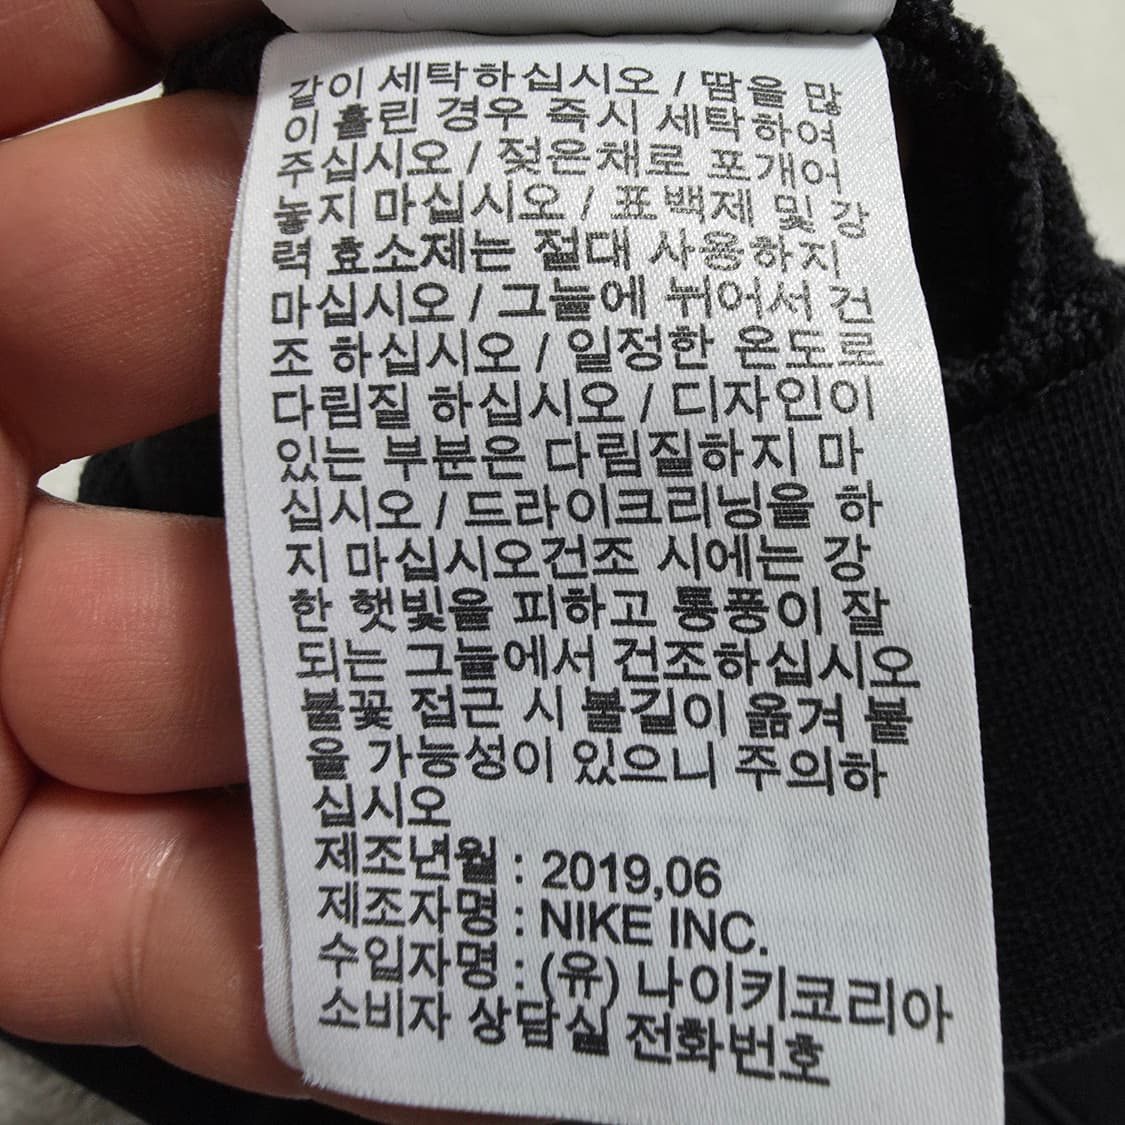 같이 세탁하십시오 / 땀을 많
이 흘린 경우 즉시 세탁하여
주십시오 / 젖은채로 포개어
놓지 마십시오 / 표백제 및 강
력 효소제는 절대 사용하지
마십시오 / 그늘에 뉘어서 건
조 하십시오 / 일정한 온도로
다림질 하십시오 / 디자인이
있는 부분은 다림질하지 마
십시오 / 드라이크리닝을 하
지 마십시오건조 시에는 강
한 햇빛을 피하고 통풍이 잘
되는 그늘에서 건조하십시오
불꽃 접근 시 불길이 옮겨 붙
을 가능성이 있으니 주의하
십시오
제조년월 : 2019,06
제조자명 : NIKE INC.
수입자명 : (유) 나이키코리아
소비자 상담실 전화번호